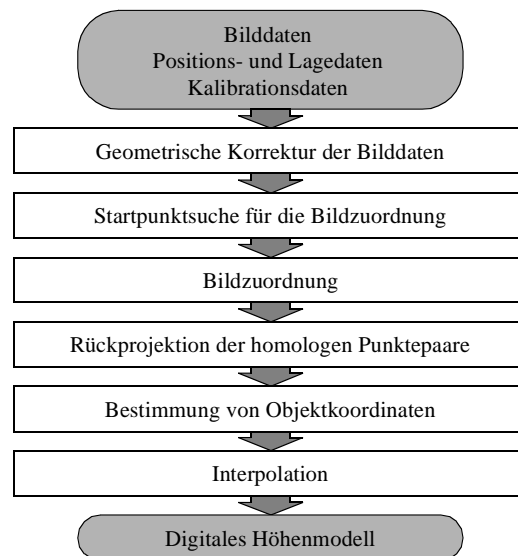 Bilddaten
Positions- und Lagedaten
Kalibrationsdaten
Geometrische Korrektur der Bilddaten
Startpunktsuche für die Bildzuordnung
Bildzuordnung
Rückprojektion der homologen Punktepaare
Bestimmung von Objektkoordinaten
Interpolation
Digitales Höhenmodell